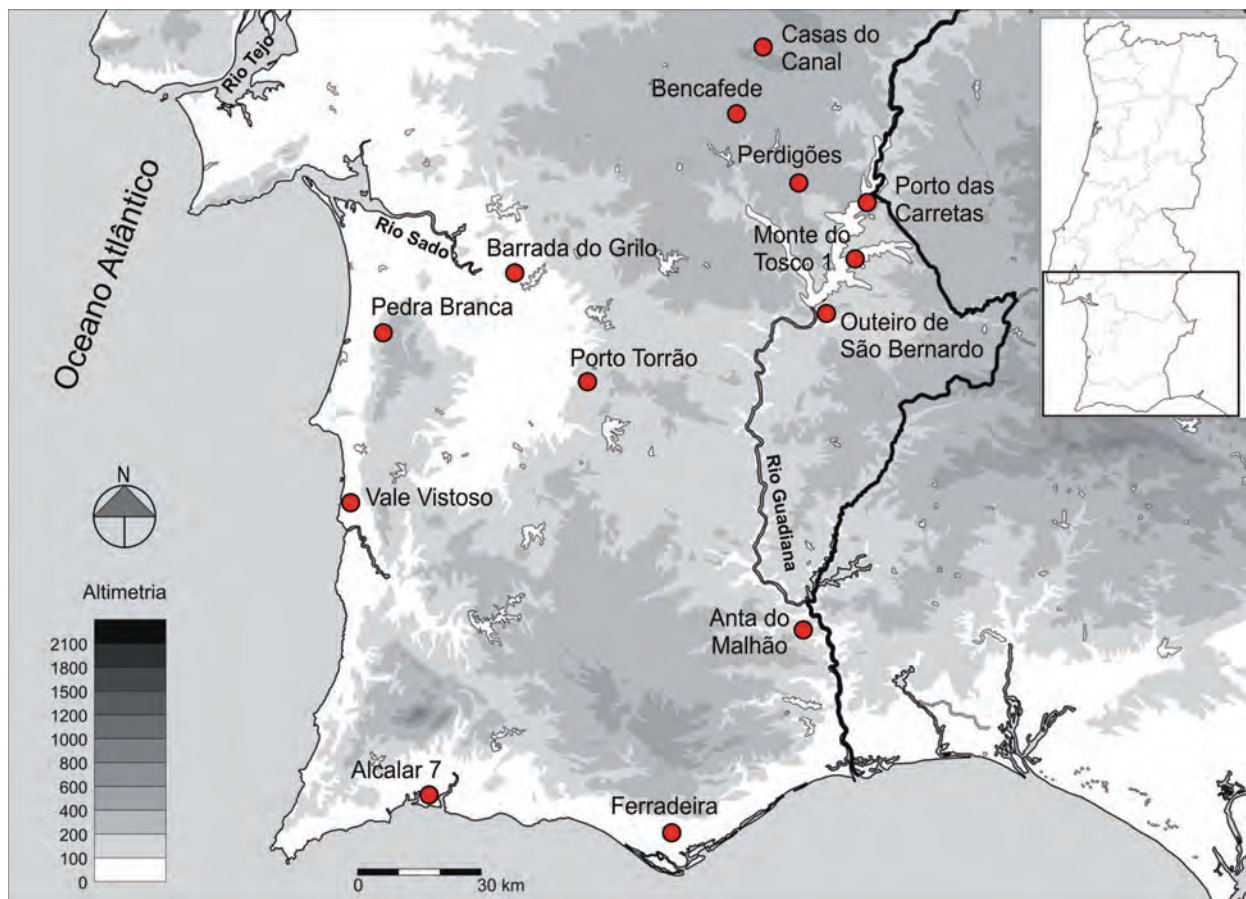 Casas do
Canal
Rio Tejo
Bencafede
Perdigões
Porto das
Carretas
Oceano Atlântico
Rio Sado
Barrada do Grilo
Monte do
Tosco 1
Pedra Branca
Outeiro de
São Bernardo
Porto Torrão
N
Vale Vistoso
Rio Guadiana
Altimetria
2100
1800
1500
1200
1000
800
600
400
200
100
0
Anta do
Malhão
Alcalar 7
Ferradeira
0 30 km